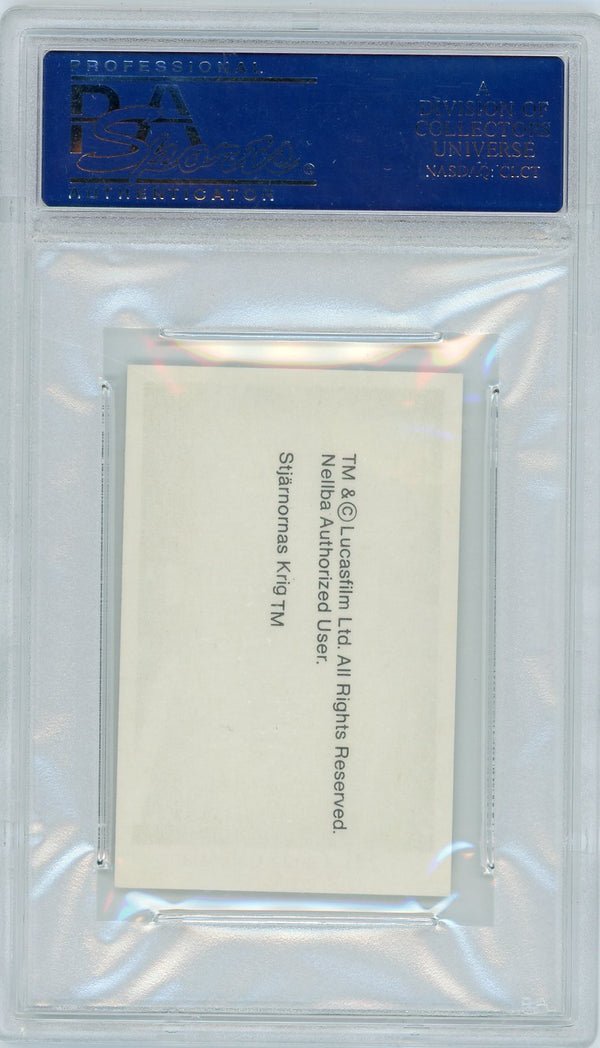 PROFESSIONAL
PSA
Sports
AUTHENTICATOR
A
DIVISION OF
COLLECTORS
UNIVERSE
NASDAQ: CLCT
TM & © Lucasfilm Ltd. All Rights Reserved.
Nellba Authorized User.
Stjärnornas Krig TM